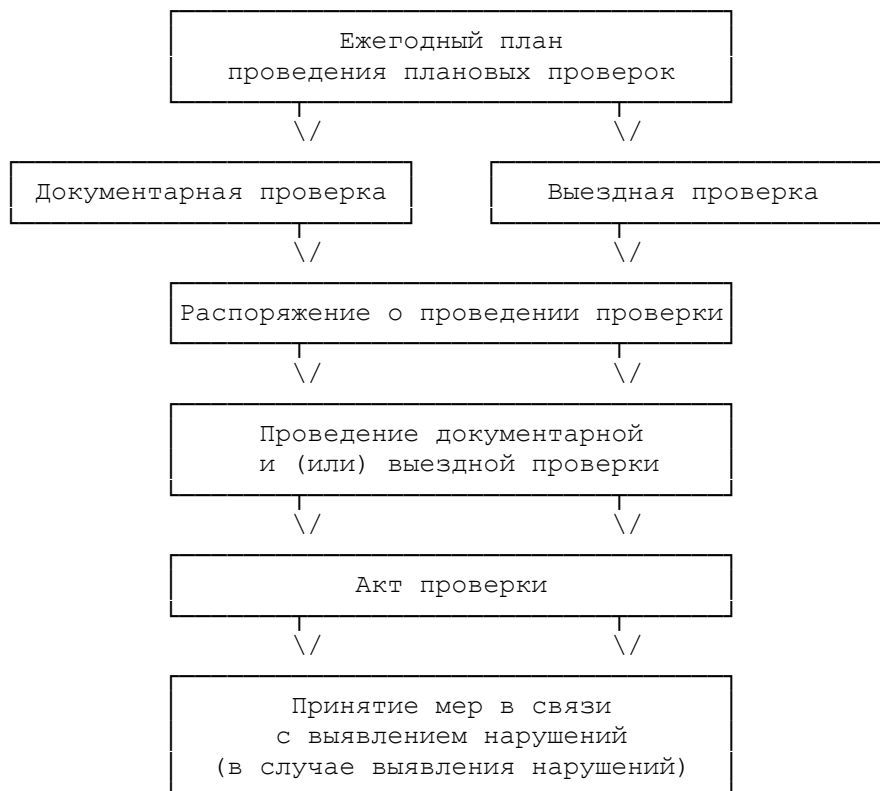 Ежегодный план
проведения плановых проверок
Документарная проверка
Выездная проверка
Распоряжение о проведении проверки
Проведение документарной
и (или) выездной проверки
Акт проверки
Принятие мер в связи
с выявлением нарушений
(в случае выявления нарушений)